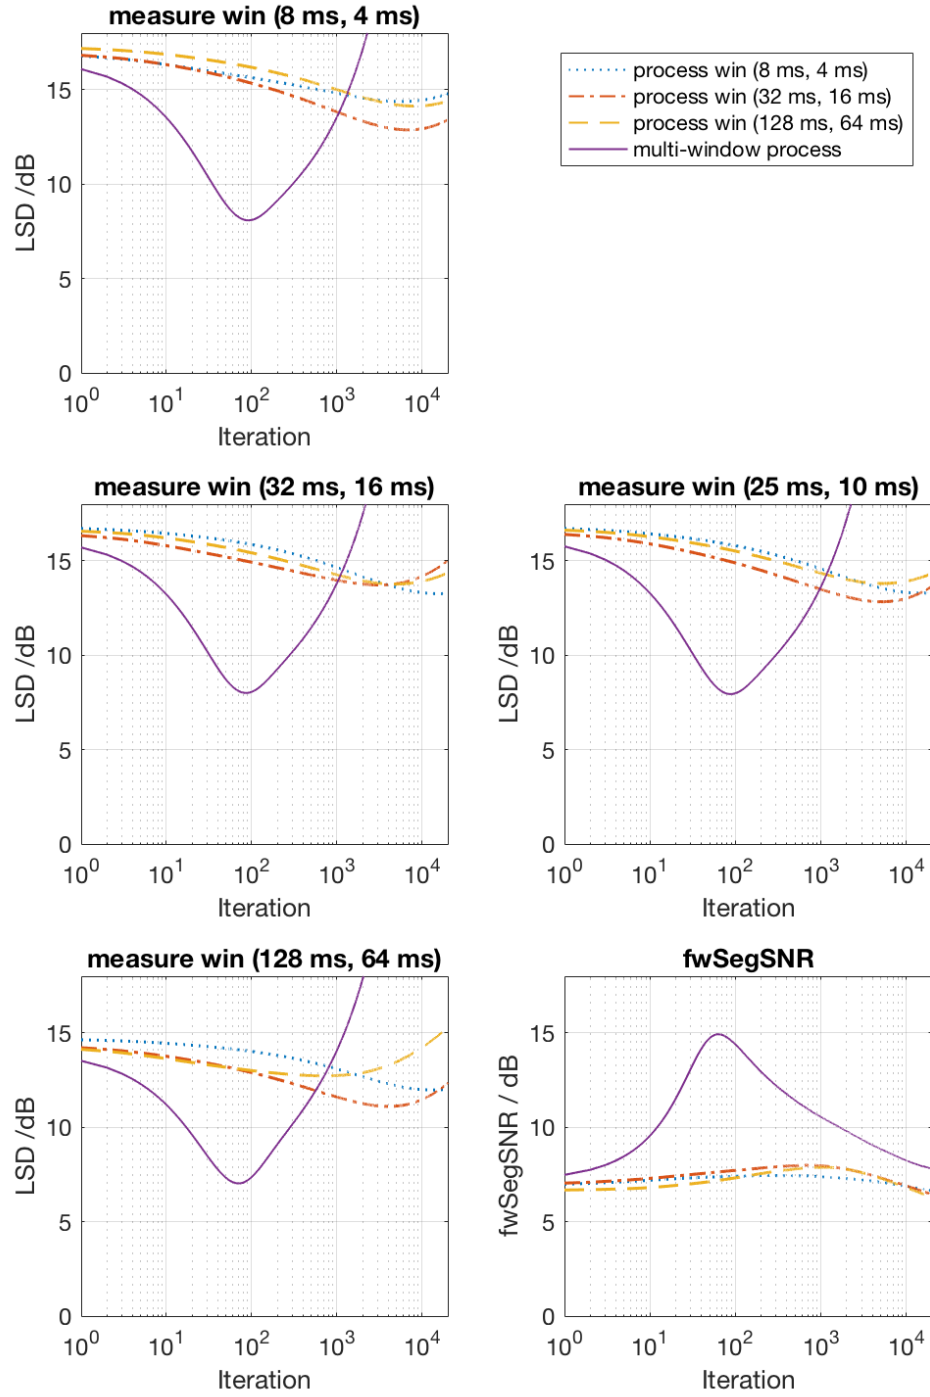 measure win (8 ms, 4 ms)
LSD /dB
15
10
5
0
10^0 10^1 10^2 10^3 10^4
Iteration
process win (8 ms, 4 ms)
process win (32 ms, 16 ms)
process win (128 ms, 64 ms)
multi-window process
measure win (32 ms, 16 ms)
LSD /dB
15
10
5
0
10^0 10^1 10^2 10^3 10^4
Iteration
measure win (25 ms, 10 ms)
LSD /dB
15
10
5
0
10^0 10^1 10^2 10^3 10^4
Iteration
measure win (128 ms, 64 ms)
LSD /dB
15
10
5
0
10^0 10^1 10^2 10^3 10^4
Iteration
fwSegSNR
fwSegSNR / dB
15
10
5
0
10^0 10^1 10^2 10^3 10^4
Iteration